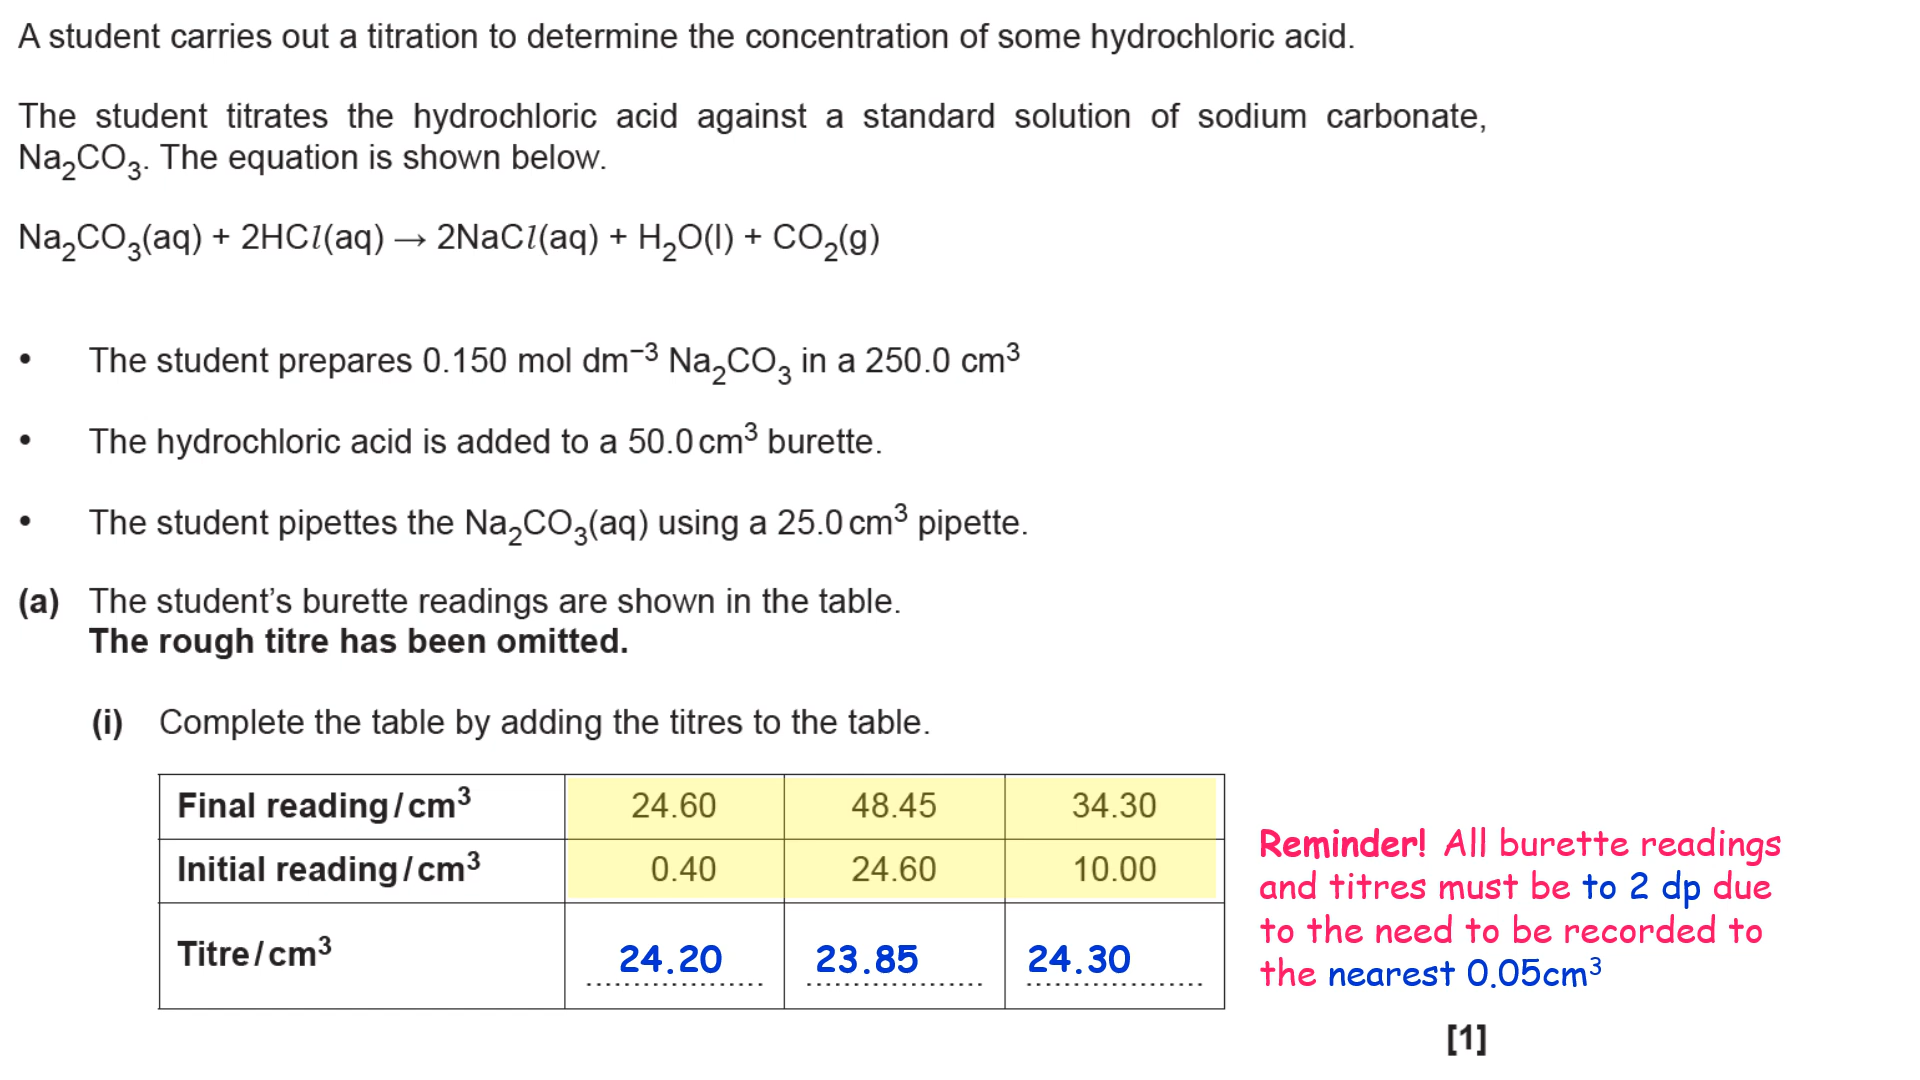 A student carries out a titration to determine the concentration of some hydrochloric acid.
The student titrates the hydrochloric acid against a standard solution of sodium carbonate,
Na₂CO₃. The equation is shown below.
Na₂CO₃(aq) + 2HCl(aq) → 2NaCl(aq) + H₂O(l) + CO₂(g)
• The student prepares 0.150 mol dm⁻³ Na₂CO₃ in a 250.0 cm³
• The hydrochloric acid is added to a 50.0 cm³ burette.
• The student pipettes the Na₂CO₃(aq) using a 25.0 cm³ pipette.
(a) The student’s burette readings are shown in the table.
The rough titre has been omitted.
(i) Complete the table by adding the titres to the table.
Final reading / cm³ 24.60 48.45 34.30
Initial reading / cm³ 0.40 24.60 10.00
Titre / cm³ 24.20 23.85 24.30
Reminder! All burette readings
and titres must be to 2 dp due
to the need to be recorded to
the nearest 0.05cm³
[1]